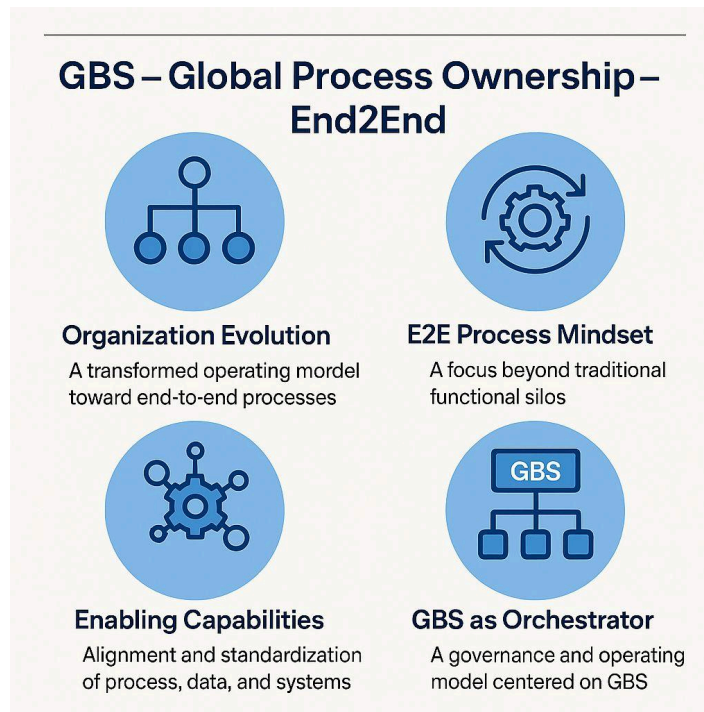 GBS – Global Process Ownership –
End2End
Organization Evolution
A transformed operating mordel
toward end-to-end processes
E2E Process Mindset
A focus beyond traditional
functional silos
Enabling Capabilities
Alignment and standardization
of process, data, and systems
GBS
GBS as Orchestrator
A governance and operating
model centered on GBS